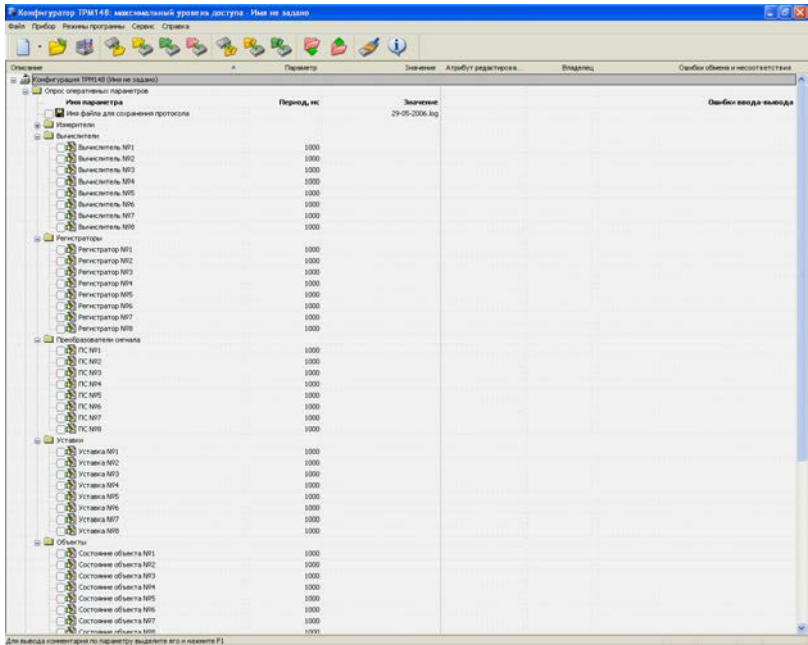 Конфигуратор ТРМ148: максимальный уровень доступа - Имя не задано
Файл Прибор Режимы программы Сервис Справка
Описание Параметр Значение Атрибут редактирова... Владелец Ошибки обмена и несоответствия
Конфигурация ТРМ148 (Имя не задано)
Опрос оперативных параметров
Имя параметра Период, мс Значение Ошибки ввода-вывода
Имя файла для сохранения протокола 29-05-2006.log
Измерители
Вычислители
Вычислитель №1 1000
Вычислитель №2 1000
Вычислитель №3 1000
Вычислитель №4 1000
Вычислитель №5 1000
Вычислитель №6 1000
Вычислитель №7 1000
Вычислитель №8 1000
Регистраторы
Регистратор №1 1000
Регистратор №2 1000
Регистратор №3 1000
Регистратор №4 1000
Регистратор №5 1000
Регистратор №6 1000
Регистратор №7 1000
Регистратор №8 1000
Преобразователи сигнала
ПС №1 1000
ПС №2 1000
ПС №3 1000
ПС №4 1000
ПС №5 1000
ПС №6 1000
ПС №7 1000
ПС №8 1000
Уставки
Уставка №1 1000
Уставка №2 1000
Уставка №3 1000
Уставка №4 1000
Уставка №5 1000
Уставка №6 1000
Уставка №7 1000
Уставка №8 1000
Объекты
Состояние объекта №1 1000
Состояние объекта №2 1000
Состояние объекта №3 1000
Состояние объекта №4 1000
Состояние объекта №5 1000
Состояние объекта №6 1000
Состояние объекта №7 1000
Состояние объекта №8 1000
Для вывода комментария по параметру выделите его и нажмите F1